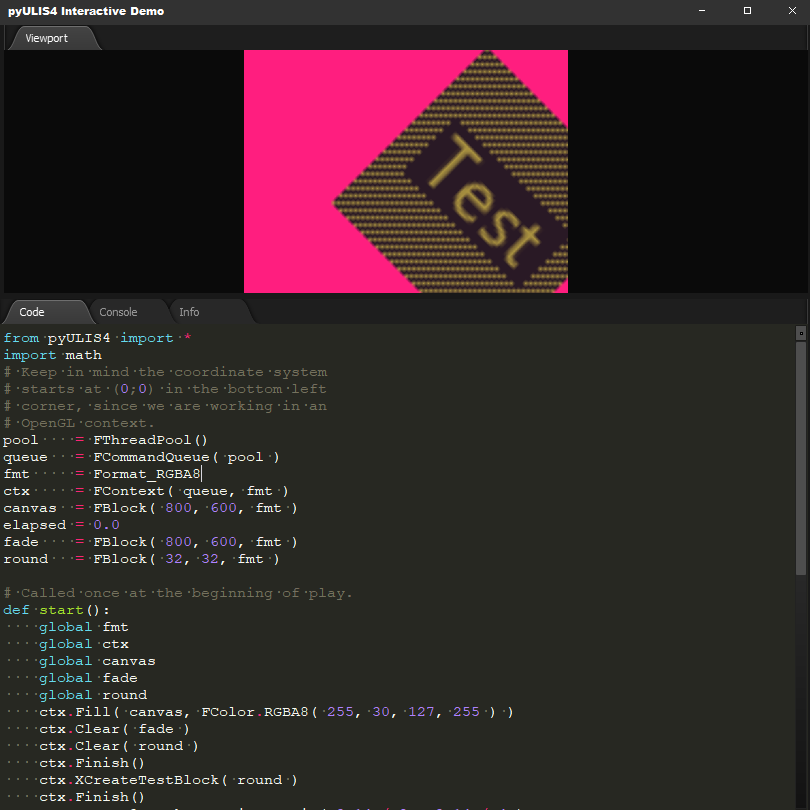 pyULIS4 Interactive Demo
Viewport
Test
Code Console Info
from pyULIS4 import *
import math
# Keep in mind the coordinate system
# starts at (0;0) in the bottom left
# corner, since we are working in an
# OpenGL context.
pool    = FThreadPool()
queue   = FCommandQueue( pool )
fmt     = Format_RGBA8
ctx     = FContext( queue, fmt )
canvas  = FBlock( 800, 600, fmt )
elapsed = 0.0
fade    = FBlock( 800, 600, fmt )
round   = FBlock( 32, 32, fmt )
# Called once at the beginning of play.
def start():
    global fmt
    global ctx
    global canvas
    global fade
    global round
    ctx.Fill( canvas, FColor.RGBA8( 255, 30, 127, 255 ) )
    ctx.Clear( fade )
    ctx.Clear( round )
    ctx.Finish()
    ctx.XCreateTestBlock( round )
    ctx.Finish()